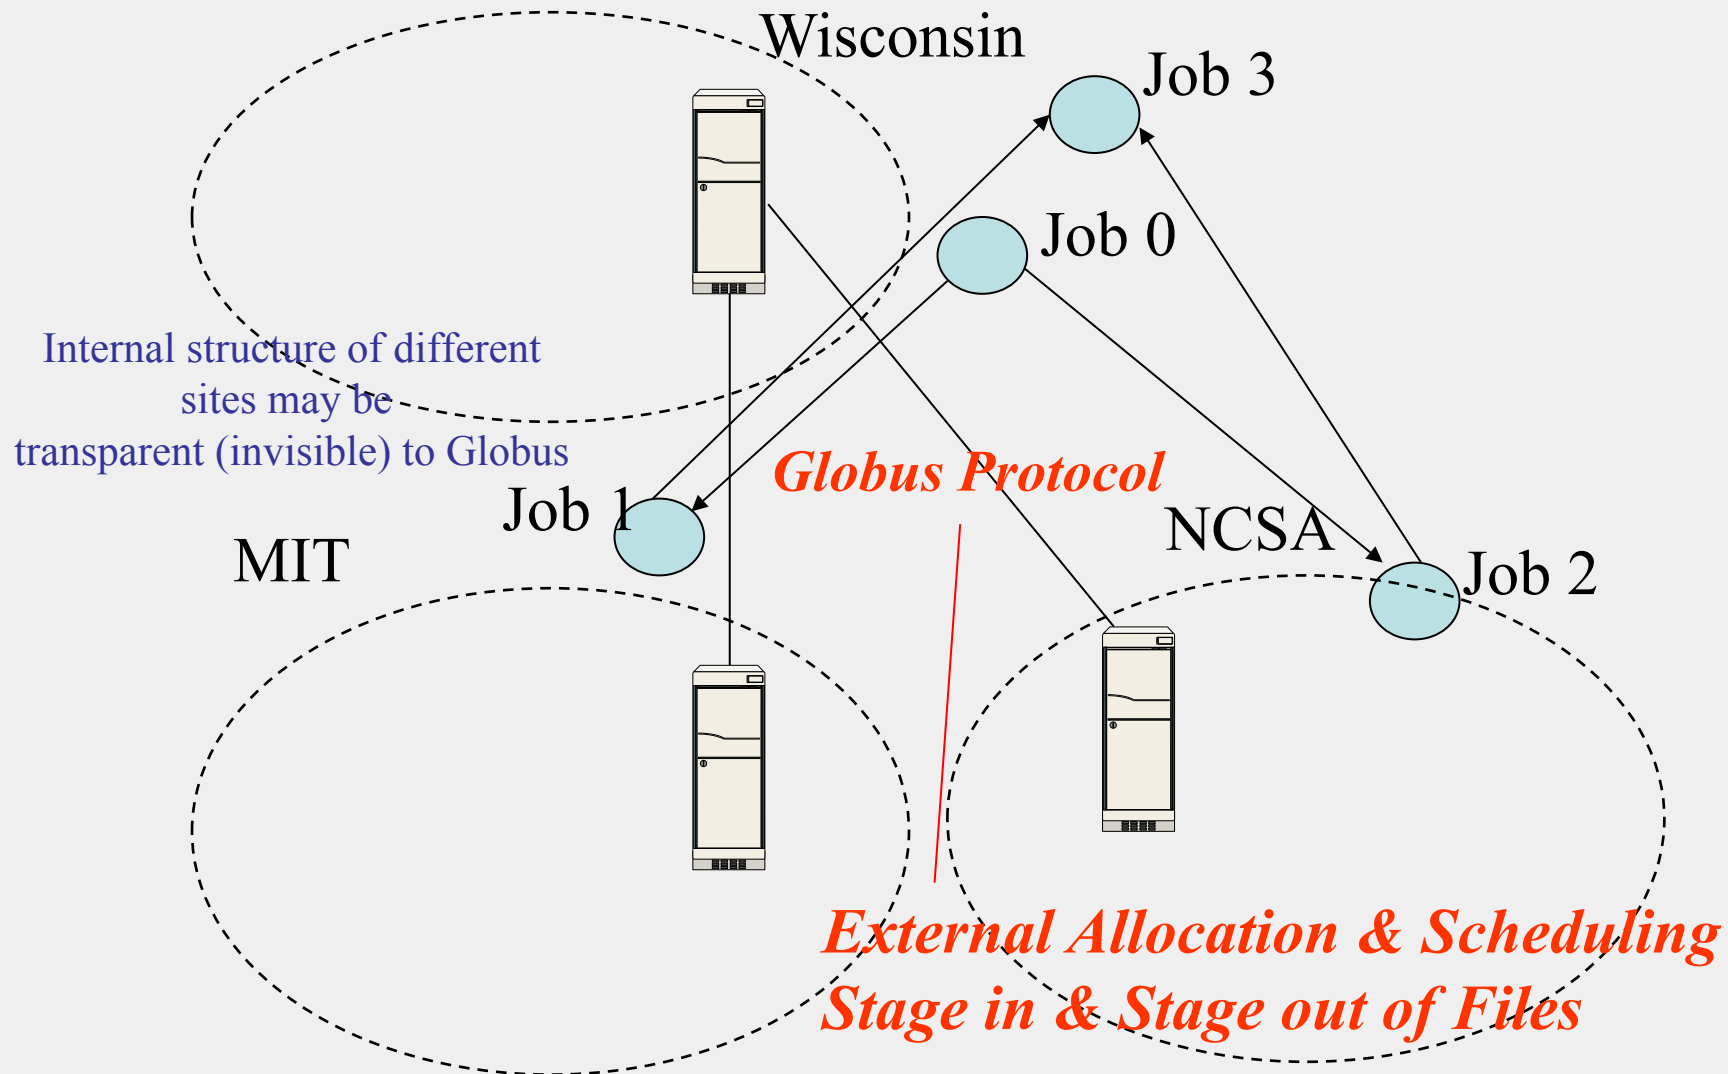 Wisconsin
Job 3
Job 0
Internal structure of different
sites may be
transparent (invisible) to Globus
Globus Protocol
Job 1
NCSA
MIT
Job 2
External Allocation & Scheduling
Stage in & Stage out of Files